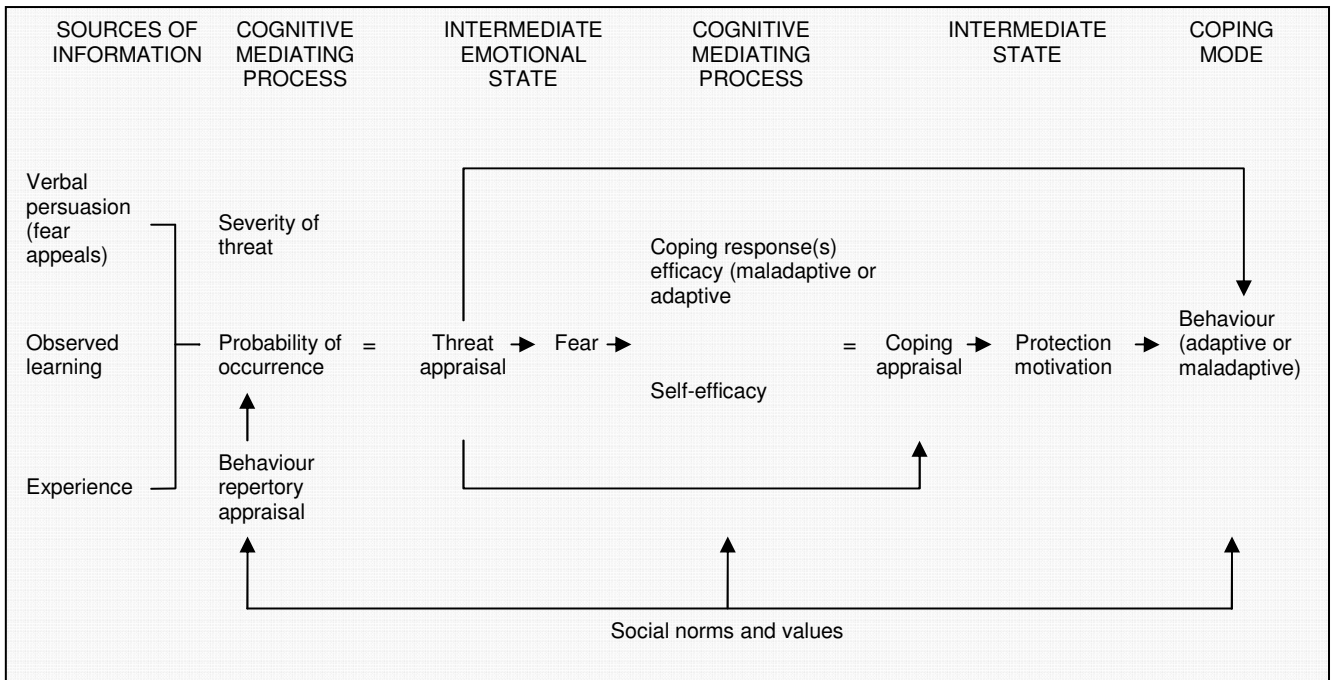 SOURCES OF
INFORMATION
COGNITIVE
MEDIATING
PROCESS
INTERMEDIATE
EMOTIONAL
STATE
COGNITIVE
MEDIATING
PROCESS
INTERMEDIATE
STATE
COPING
MODE
Verbal
persuasion
(fear
appeals)
Observed
learning
Experience
Severity of
threat
Probability of
occurrence
=
Behaviour
repertory
appraisal
Threat
appraisal
Fear
Coping response(s)
efficacy (maladaptive or
adaptive
Self-efficacy
=
Coping
appraisal
Protection
motivation
Behaviour
(adaptive or
maladaptive)
Social norms and values